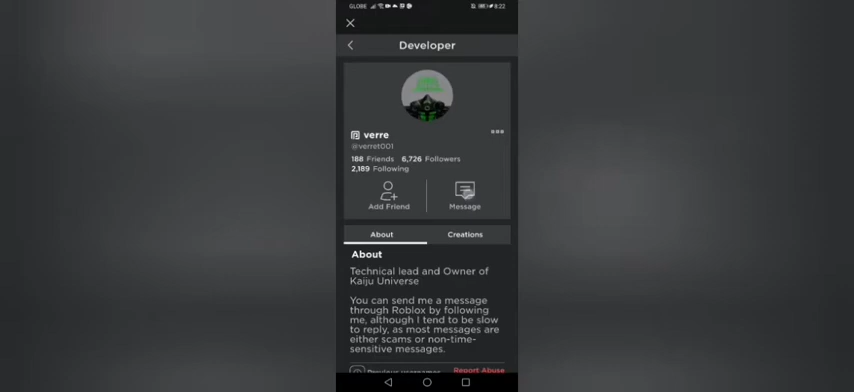 GLOBE 8:22
Developer
verre
@verret001
188 Friends 6,726 Followers
2,189 Following
Add Friend Message
About Creations
About
Technical lead and Owner of
Kaiju Universe
You can send me a message
through Roblox by following
me, although I tend to be slow
to reply, as most messages are
either scams or non-time-
sensitive messages.
Previous usernames Report Abuse